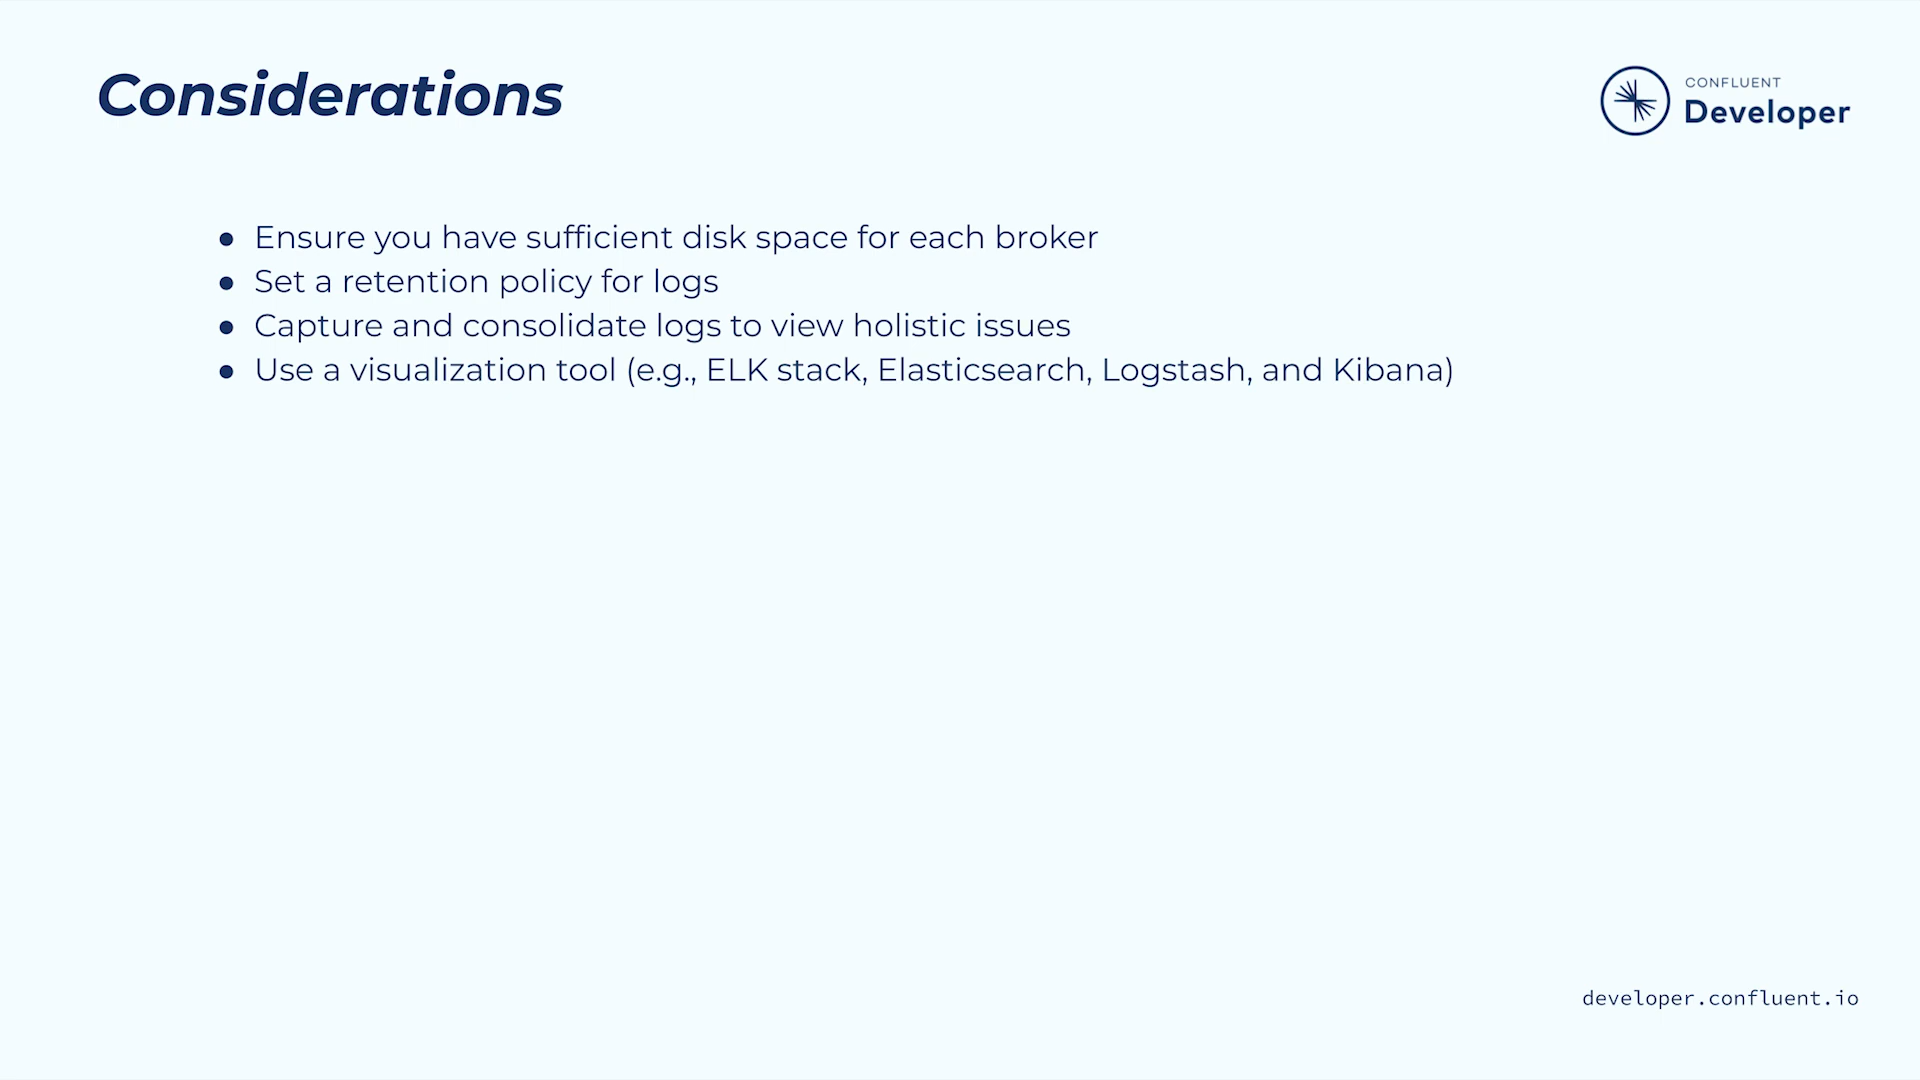 Considerations
CONFLUENT
Developer
● Ensure you have sufficient disk space for each broker
● Set a retention policy for logs
● Capture and consolidate logs to view holistic issues
● Use a visualization tool (e.g., ELK stack, Elasticsearch, Logstash, and Kibana)
developer.confluent.io